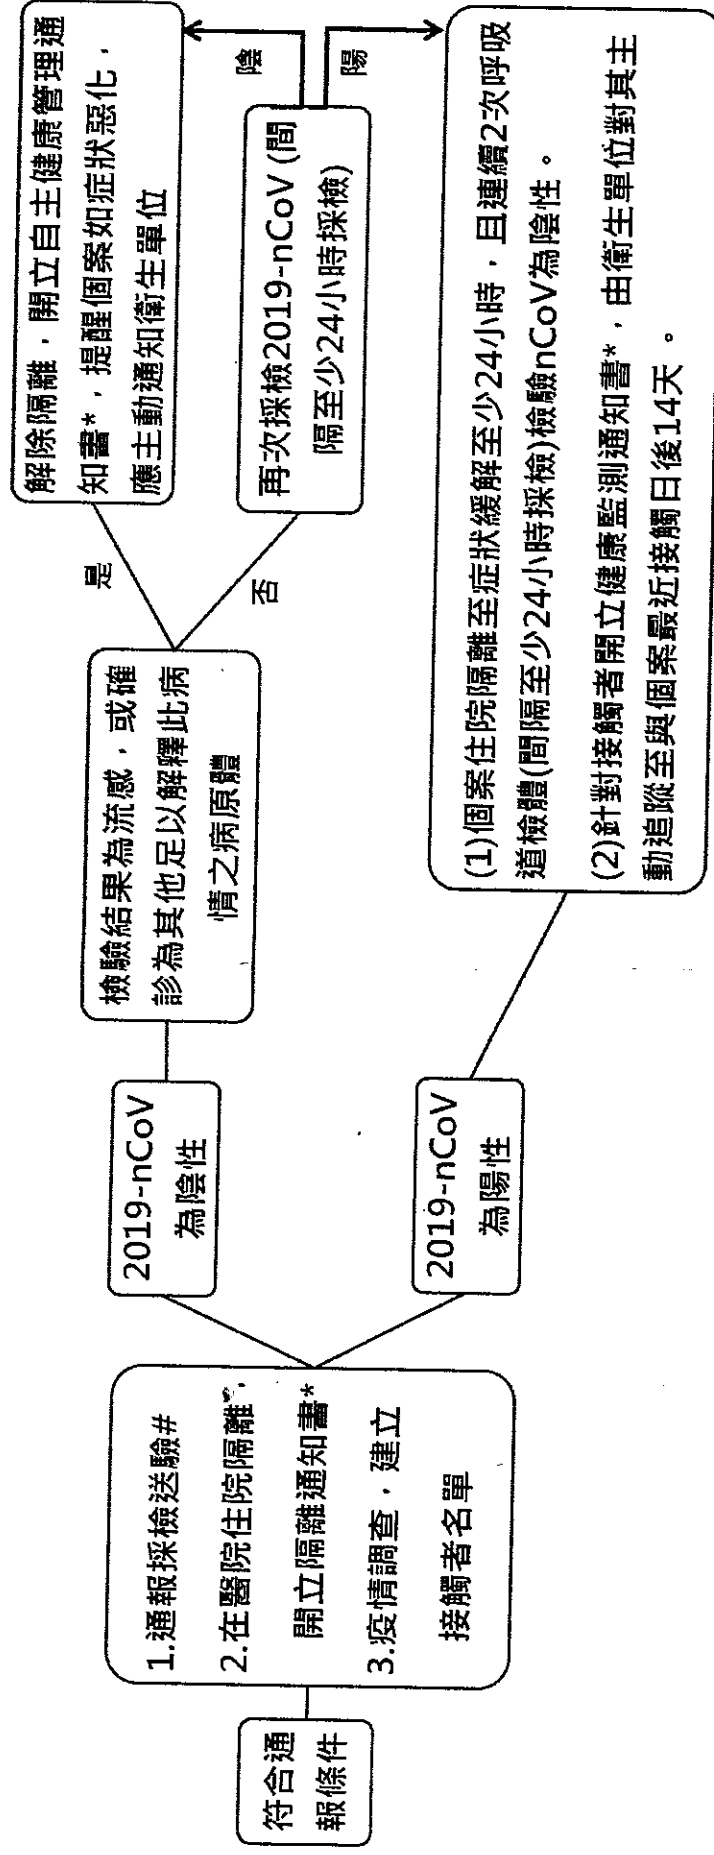 符合通
報條件
1.通報採檢送驗#
2.在醫院住院隔離,
開立隔離通知書*
3.疫情調查,建立
接觸者名單
2019-nCoV
為陰性
2019-nCoV
為陽性
檢驗結果為流感,或確
診為其他足以解釋此病
情之病原體
是
否
解除隔離,開立自主健康管理通
知書*,提醒個案如症狀惡化,
應主動通知衛生單位
再次採檢2019-nCoV (間
隔至少24小時採檢)
陰
陽
(1)個案住院隔離至症狀緩解至少24小時,且連續2次呼吸
道檢體(間隔至少24小時採檢)檢驗nCoV為陰性。
(2)針對接觸者開立健康監測通知書*,由衛生單位對其主
動追蹤至與個案最近接觸日後14天。